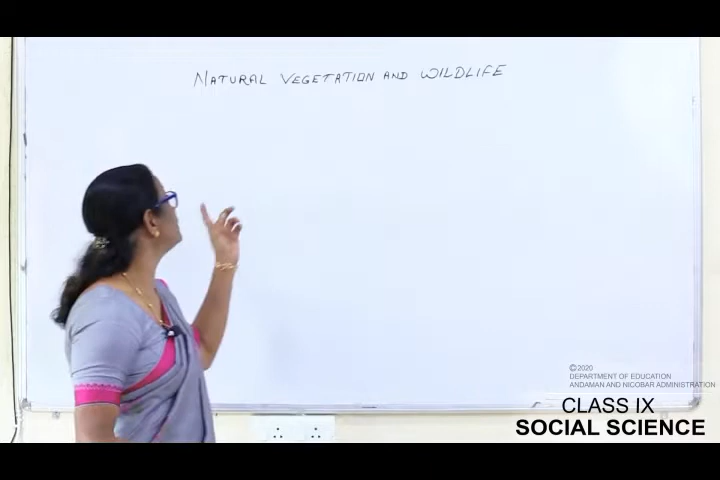 NATURAL VEGETATION AND WILDLIFE
©2020
DEPARTMENT OF EDUCATION
ANDAMAN AND NICOBAR ADMINISTRATION
CLASS IX
SOCIAL SCIENCE